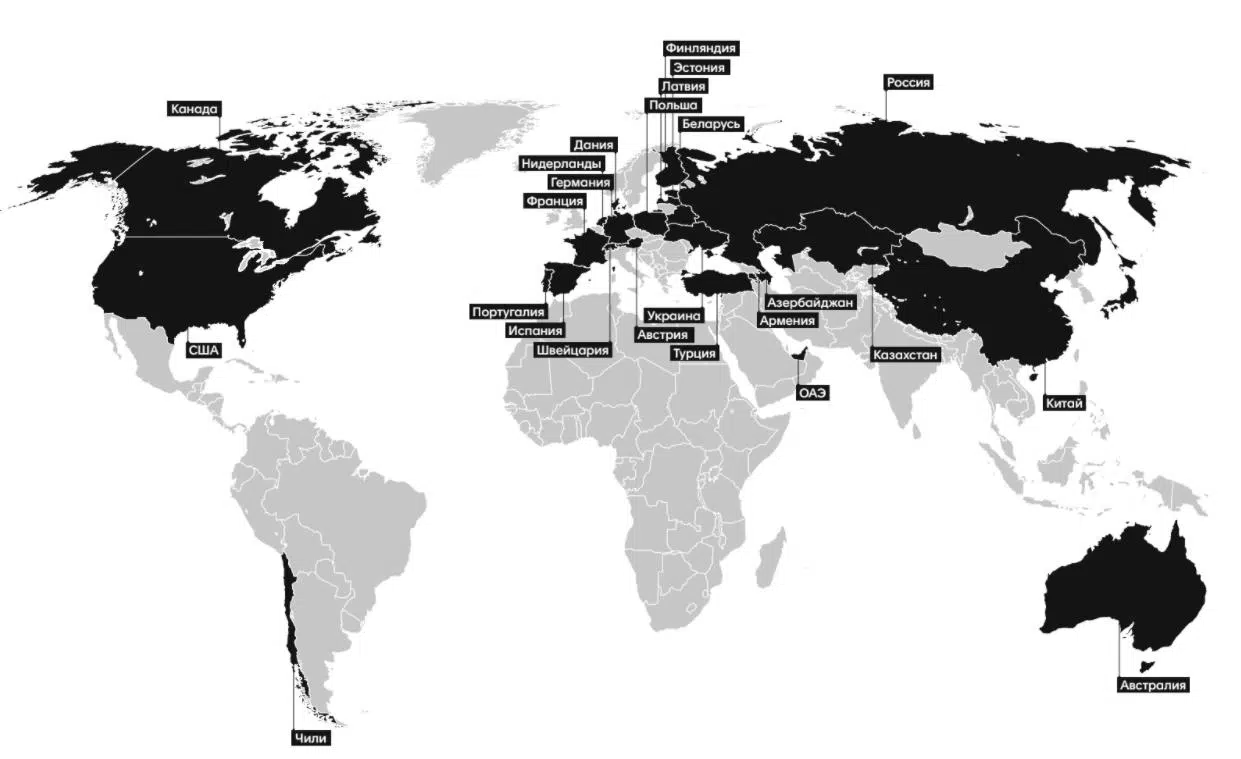 Финляндия
Эстония
Латвия
Россия
Польша
Канада
Беларусь
Дания
Нидерланды
Германия
Франция
Азербайджан
Португалия
Украина
Армения
Испания
Австрия
США
Швейцария
Турция
Казахстан
ОАЭ
Китай
Австралия
Чили